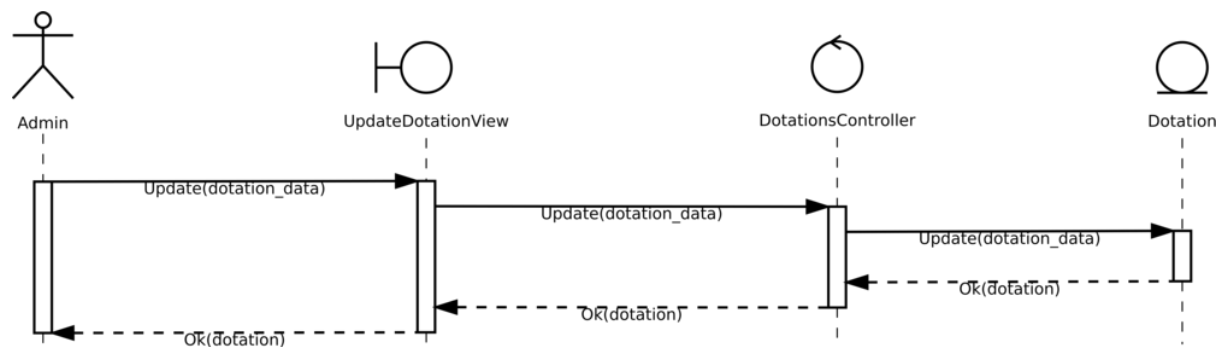 Admin
UpdateDotationView
DotationsController
Dotation
Update(dotation_data)
Update(dotation_data)
Update(dotation_data)
Ok(dotation)
Ok(dotation)
Ok(dotation)